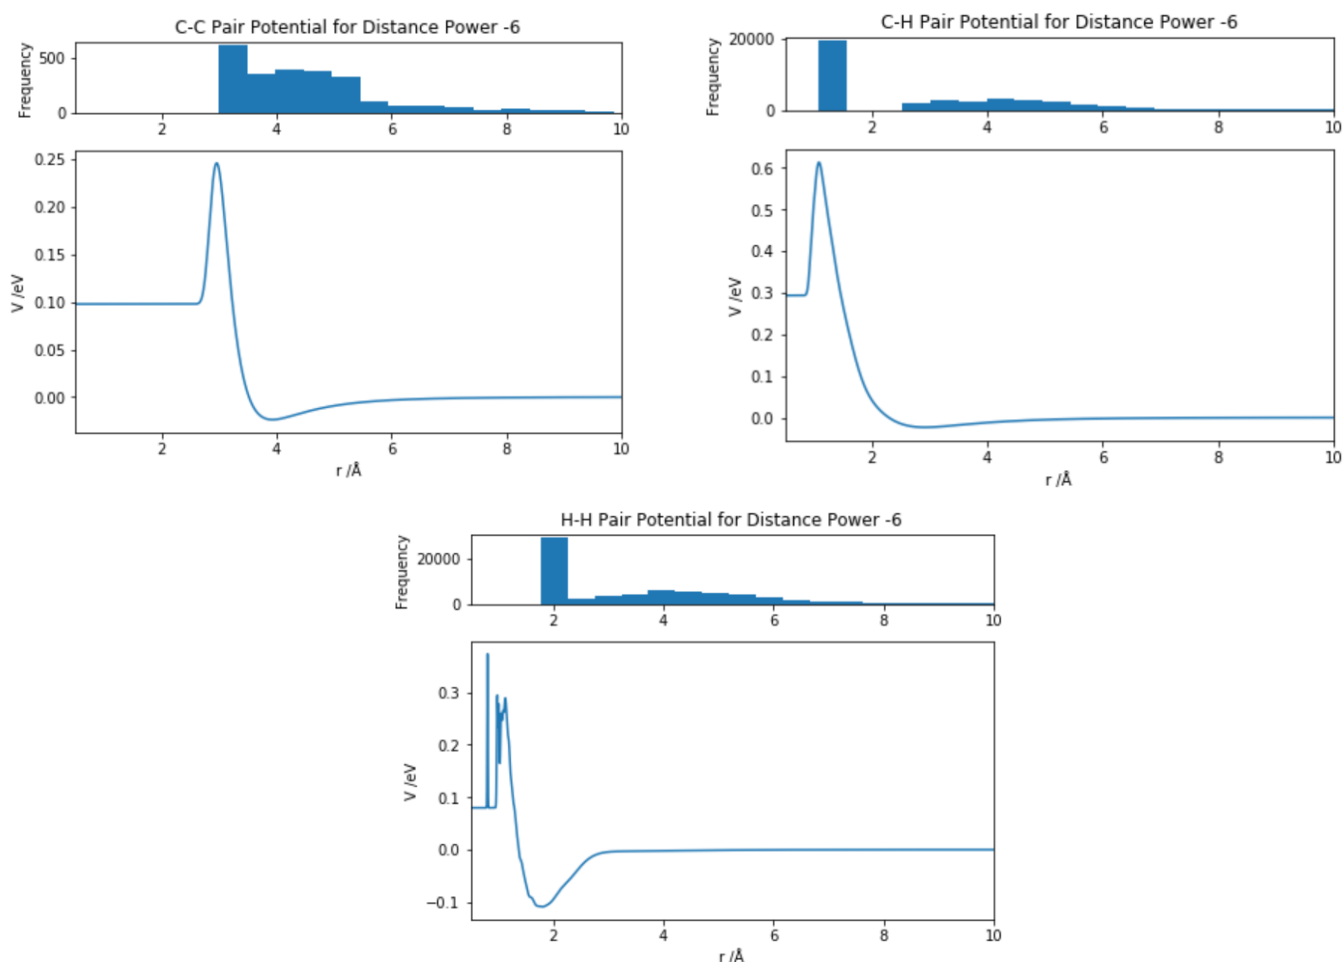 C-C Pair Potential for Distance Power -6
Frequency
500
0
2 4 6 8 10
V /eV
0.25
0.20
0.15
0.10
0.05
0.00
2 4 6 8 10
r /Å
C-H Pair Potential for Distance Power -6
Frequency
20000
0
2 4 6 8 10
V /eV
0.6
0.5
0.4
0.3
0.2
0.1
0.0
2 4 6 8 10
r /Å
H-H Pair Potential for Distance Power -6
Frequency
20000
0
2 4 6 8 10
V /eV
0.3
0.2
0.1
0.0
−0.1
2 4 6 8 10
r /Å